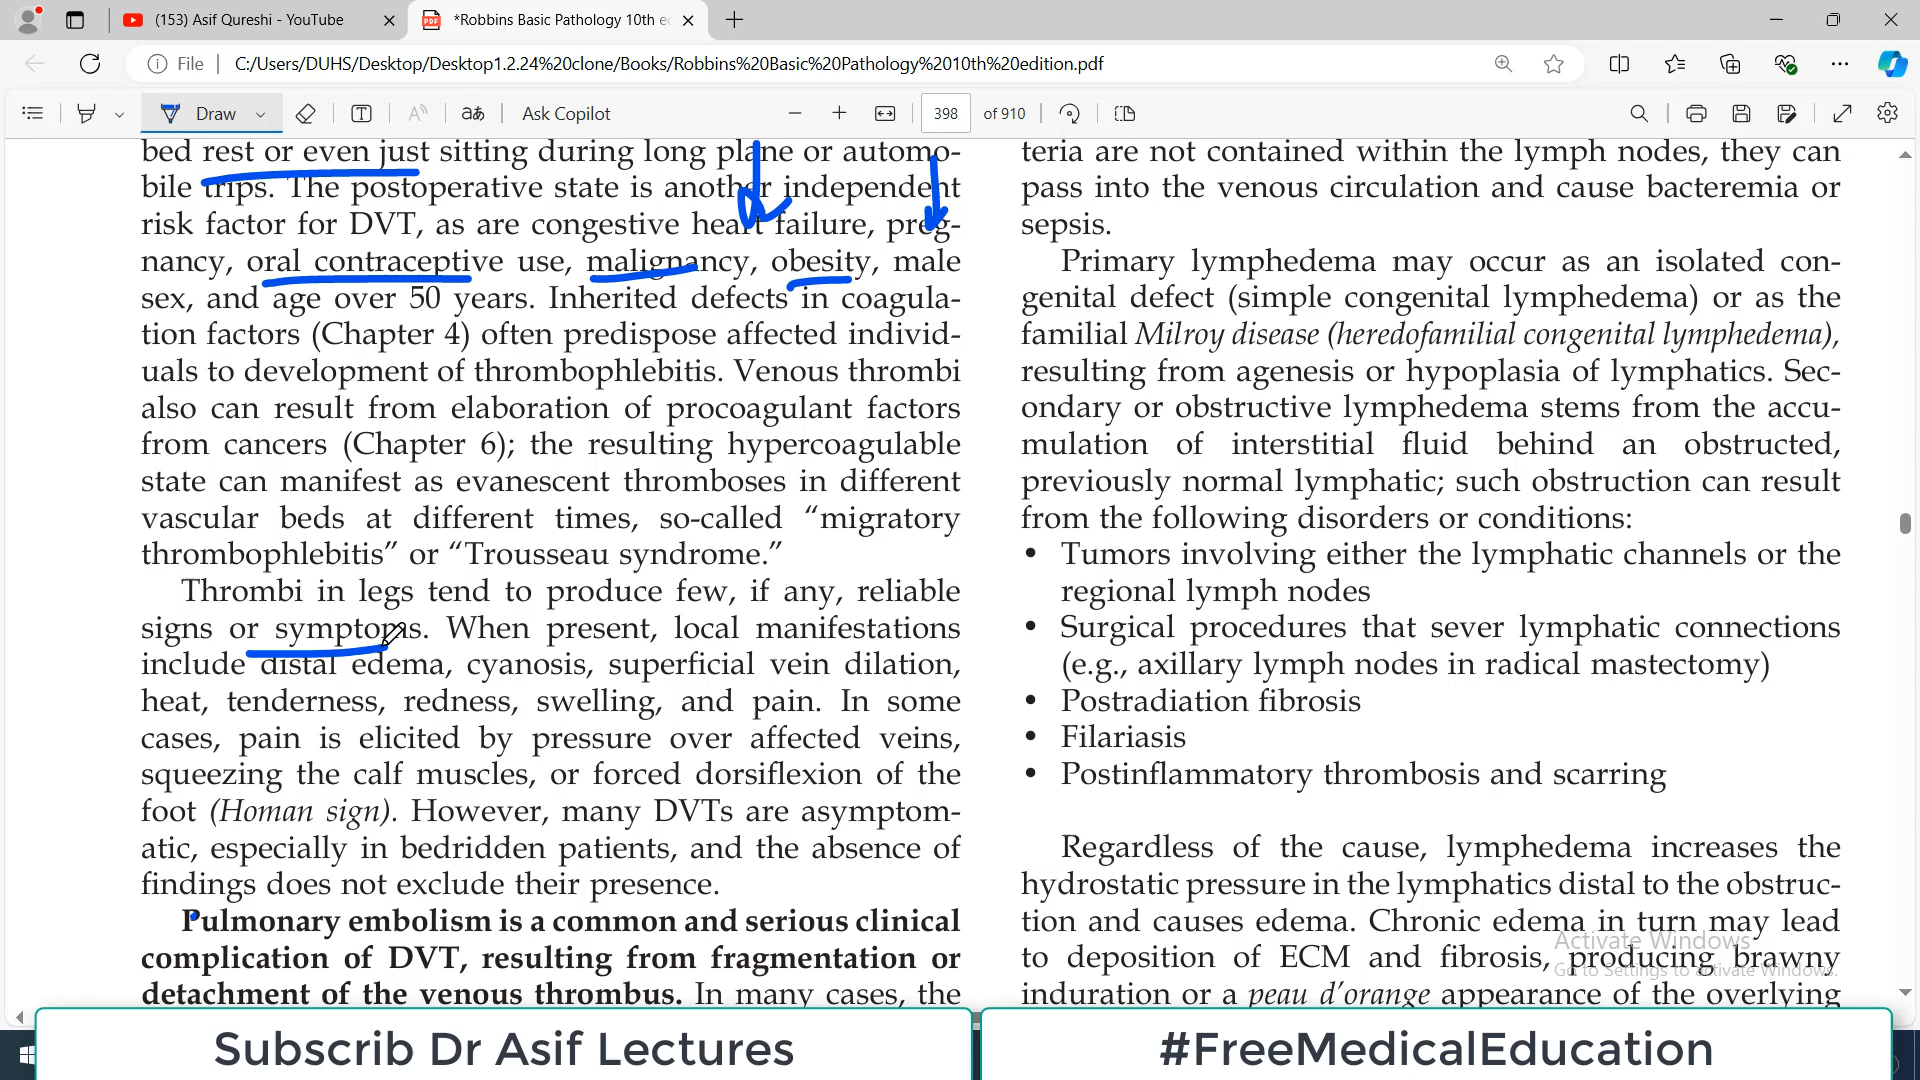 (153) Asif Qureshi - YouTube
*Robbins Basic Pathology 10th e
File
C:/Users/DUHS/Desktop/Desktop1.2.24%20clone/Books/Robbins%20Basic%20Pathology%2010th%20edition.pdf
Draw
T
A
aあ
Ask Copilot
398 of 910
bed rest or even just sitting during long plane or automo-
bile trips. The postoperative state is another independent
risk factor for DVT, as are congestive heart failure, preg-
nancy, oral contraceptive use, malignancy, obesity, male
sex, and age over 50 years. Inherited defects in coagula-
tion factors (Chapter 4) often predispose affected individ-
uals to development of thrombophlebitis. Venous thrombi
also can result from elaboration of procoagulant factors
from cancers (Chapter 6); the resulting hypercoagulable
state can manifest as evanescent thromboses in different
vascular beds at different times, so-called “migratory
thrombophlebitis” or “Trousseau syndrome.”
Thrombi in legs tend to produce few, if any, reliable
signs or symptoms. When present, local manifestations
include distal edema, cyanosis, superficial vein dilation,
heat, tenderness, redness, swelling, and pain. In some
cases, pain is elicited by pressure over affected veins,
squeezing the calf muscles, or forced dorsiflexion of the
foot (Homan sign). However, many DVTs are asymptom-
atic, especially in bedridden patients, and the absence of
findings does not exclude their presence.
Pulmonary embolism is a common and serious clinical
complication of DVT, resulting from fragmentation or
detachment of the venous thrombus. In many cases, the
teria are not contained within the lymph nodes, they can
pass into the venous circulation and cause bacteremia or
sepsis.
Primary lymphedema may occur as an isolated con-
genital defect (simple congenital lymphedema) or as the
familial Milroy disease (heredofamilial congenital lymphedema),
resulting from agenesis or hypoplasia of lymphatics. Sec-
ondary or obstructive lymphedema stems from the accu-
mulation of interstitial fluid behind an obstructed,
previously normal lymphatic; such obstruction can result
from the following disorders or conditions:
• Tumors involving either the lymphatic channels or the
regional lymph nodes
• Surgical procedures that sever lymphatic connections
(e.g., axillary lymph nodes in radical mastectomy)
• Postradiation fibrosis
• Filariasis
• Postinflammatory thrombosis and scarring
Regardless of the cause, lymphedema increases the
hydrostatic pressure in the lymphatics distal to the obstruc-
tion and causes edema. Chronic edema in turn may lead
to deposition of ECM and fibrosis, producing brawny
induration or a peau d’orange appearance of the overlying
Activate Windows
Go to Settings to activate Windows.
Subscrib Dr Asif Lectures
#FreeMedicalEducation